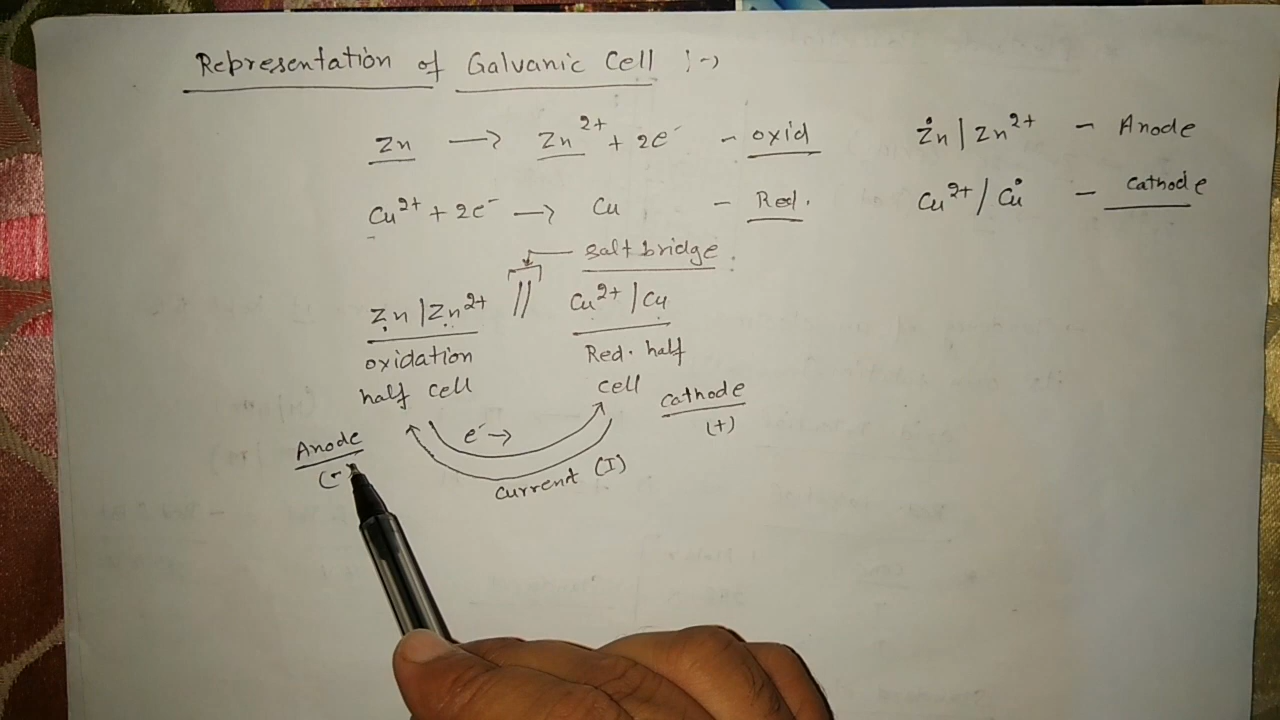 Representation of Galvanic Cell :→
Zn → Zn²⁺ + 2e⁻ - oxid Zn | Zn²⁺ - Anode
Cu²⁺ + 2e⁻ → Cu - Red. Cu²⁺ / Cu - Cathode
salt bridge.
Zn | Zn²⁺ || Cu²⁺ | Cu
oxidation Red. half
half cell cell
Cathode
(+)
Anode
(-)
e⁻ →
Current (I)